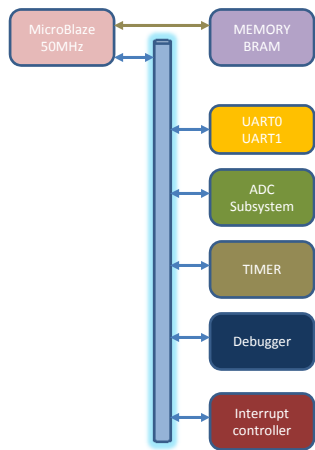 MicroBlaze
50MHz
MEMORY
BRAM
UART0
UART1
ADC
Subsystem
TIMER
Debugger
Interrupt
controller